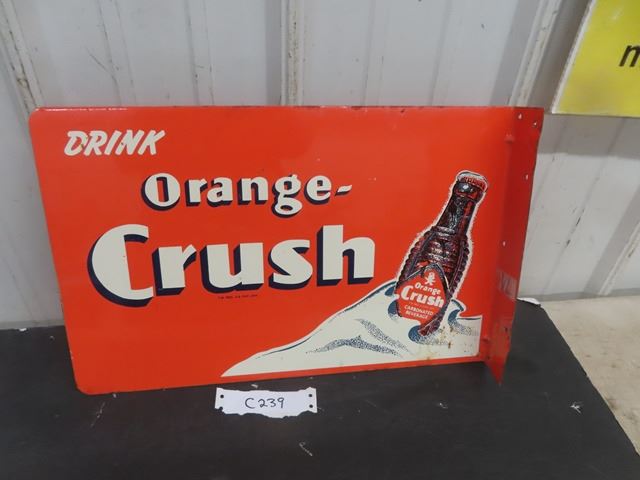 DRINK
Orange-
Crush
Orange
Crush
CARBONATED
BEVERAGE
C239